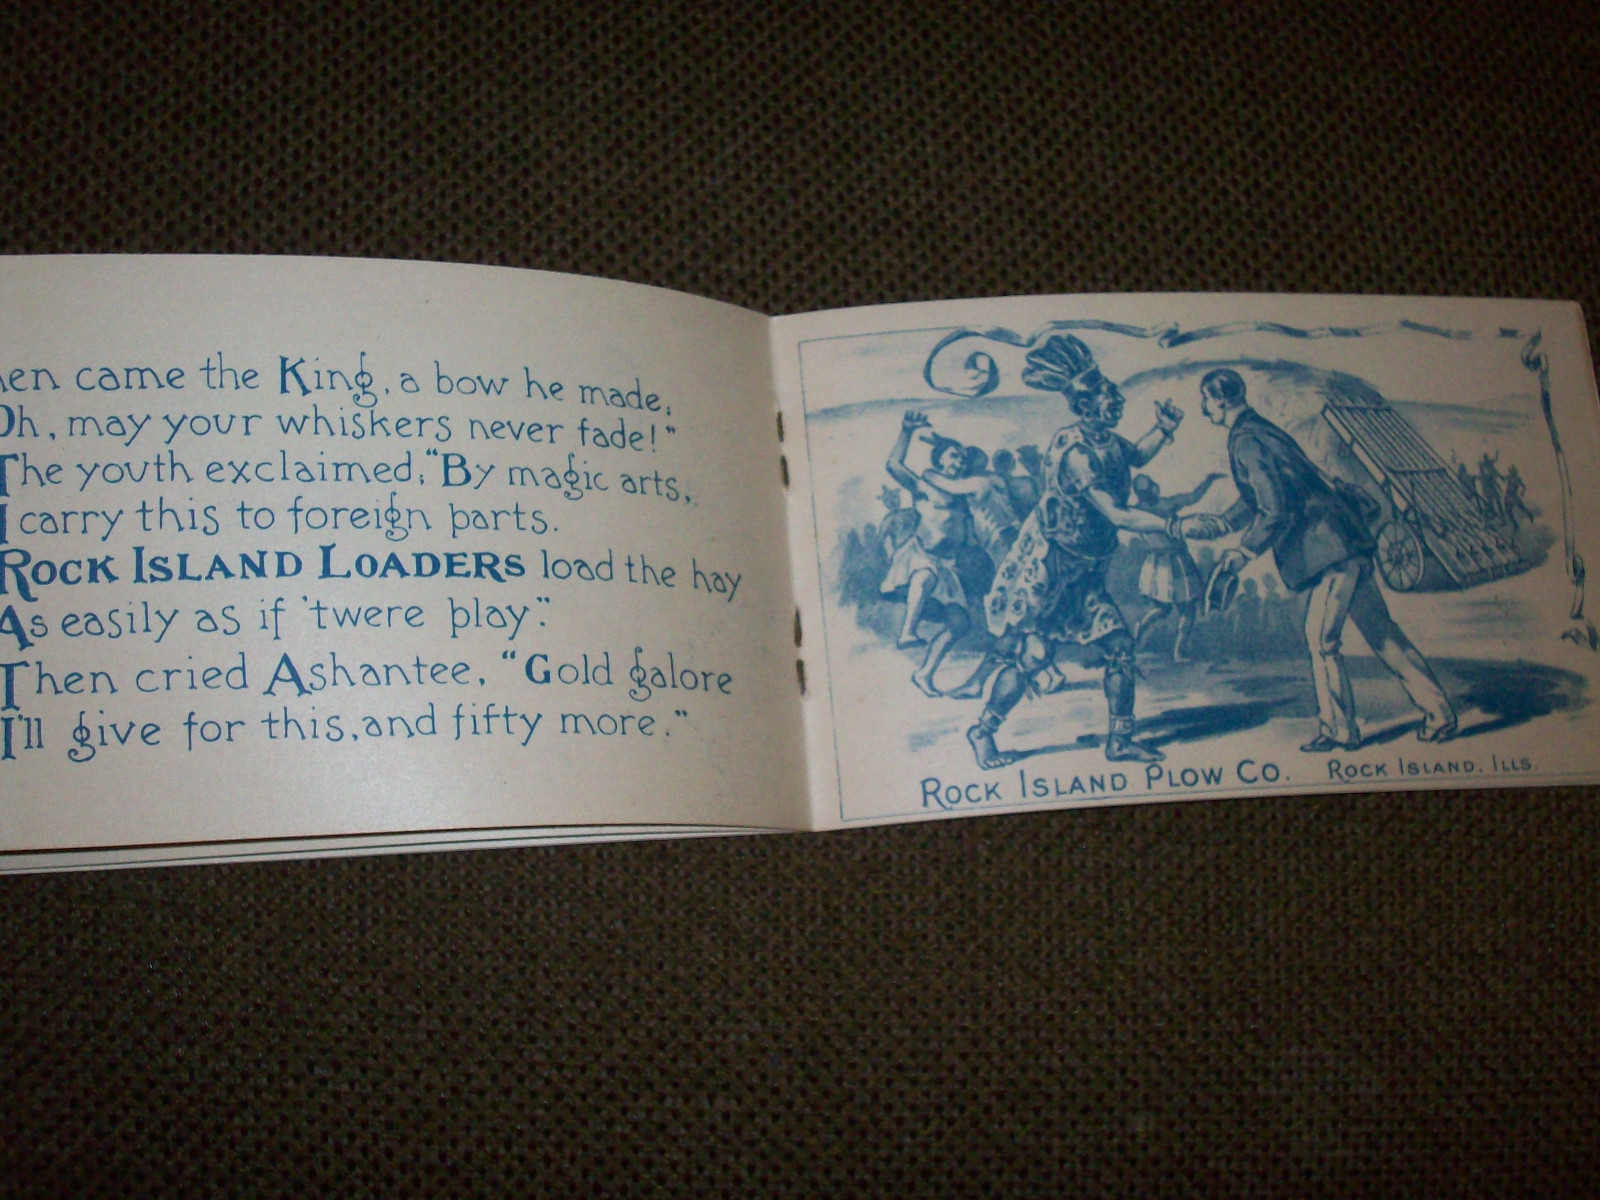 en came the King, a bow he made,
Oh, may your whiskers never fade!"
The youth exclaimed; "By magic arts,
I carry this to foreign parts.
ROCK ISLAND LOADERS load the hay
As easily as if 'twere play."
Then cried Ashantee, "Gold galore
I'll give for this, and fifty more."
ROCK ISLAND PLOW CO. ROCK ISLAND, ILLS.